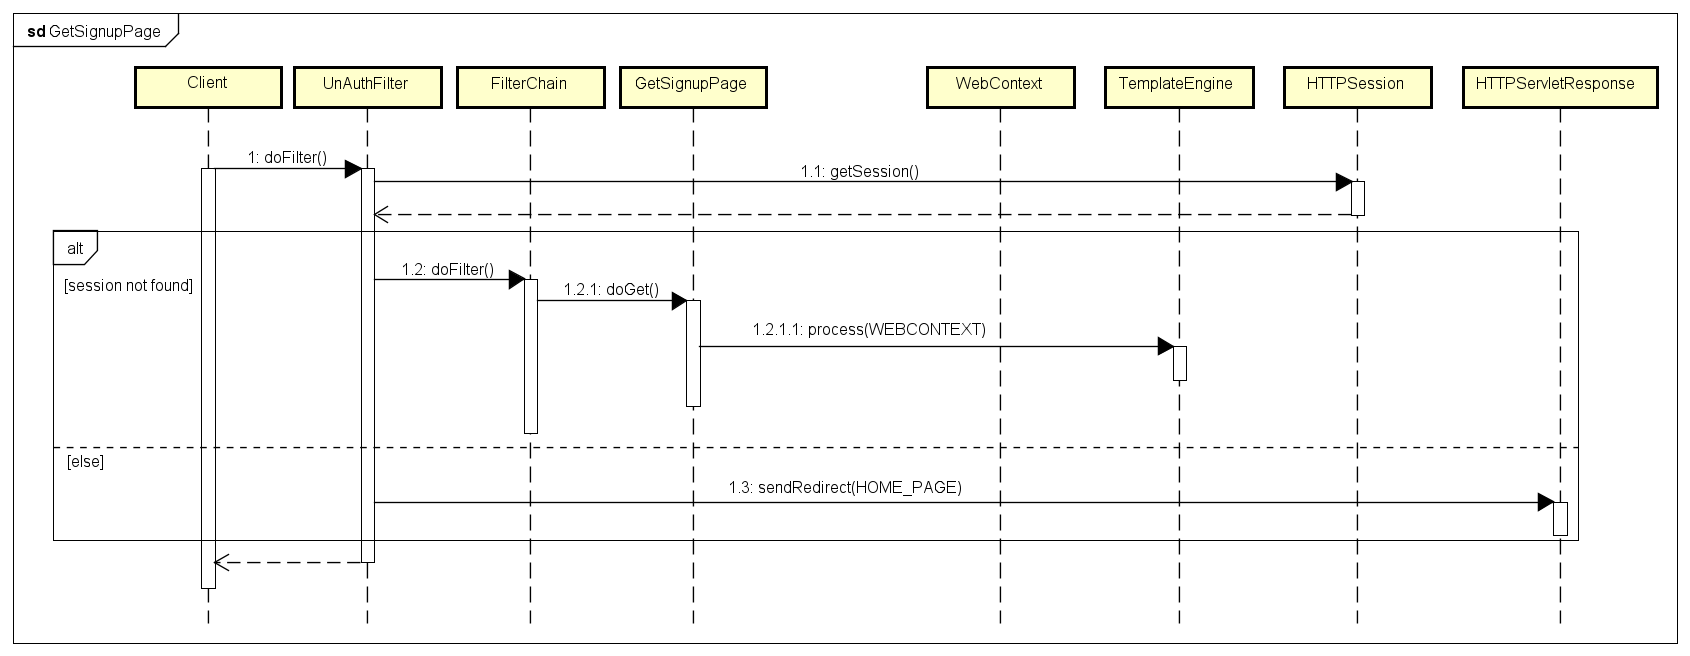 sd GetSignupPage
Client
UnAuthFilter
FilterChain
GetSignupPage
WebContext
TemplateEngine
HTTPSession
HTTPServletResponse
1: doFilter()
1.1: getSession()
alt
[session not found]
1.2: doFilter()
1.2.1: doGet()
1.2.1.1: process(WEBCONTEXT)
[else]
1.3: sendRedirect(HOME_PAGE)